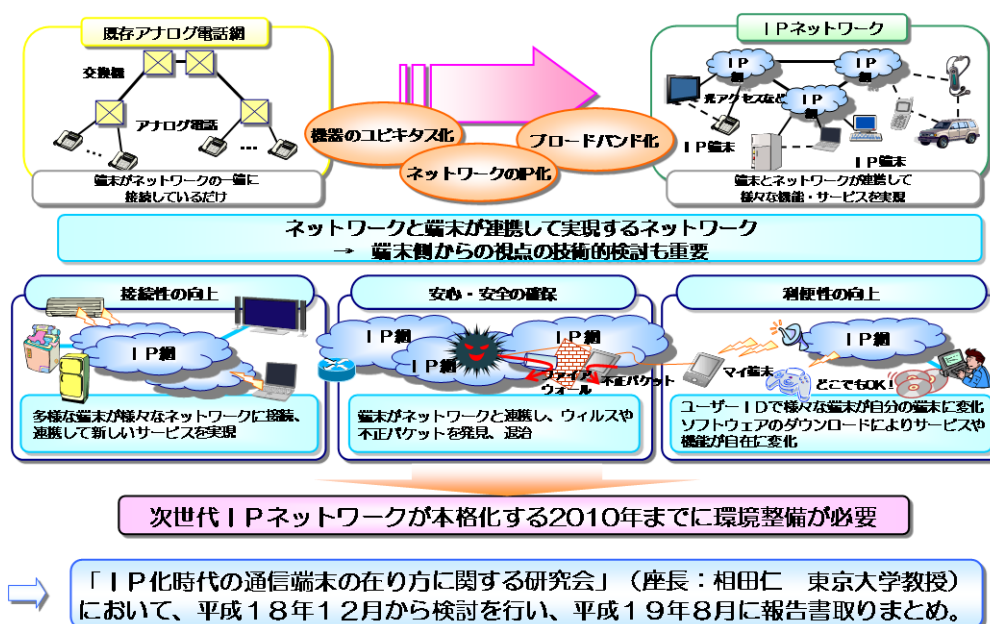 既存アナログ電話網
交換機
アナログ電話
端末がネットワークの一端に
接続しているだけ
機器のユビキタス化
ネットワークのIP化
ブロードバンド化
IPネットワーク
IP
網
IP
網
IP
網
光アクセスなど
IP端末
IP端末
端末とネットワークが連携して
様々な機能・サービスを実現
ネットワークと端末が連携して実現するネットワーク
→ 端末側からの視点の技術的検討も重要
接続性の向上
IP網
多様な端末が様々なネットワークに接続、
連携して新しいサービスを実現
安心・安全の確保
IP網
IP網
IP網
ファイア
ウォール
不正パケット
端末がネットワークと連携し、ウィルスや
不正パケットを発見、退治
利便性の向上
IP網
マイ端末
どこでもOK!
ユーザーIDで様々な端末が自分の端末に変化
ソフトウェアのダウンロードによりサービスや
機能が自在に変化
次世代IPネットワークが本格化する2010年までに環境整備が必要
「IP化時代の通信端末の在り方に関する研究会」(座長:相田仁 東京大学教授)
において、平成18年12月から検討を行い、平成19年8月に報告書取りまとめ。